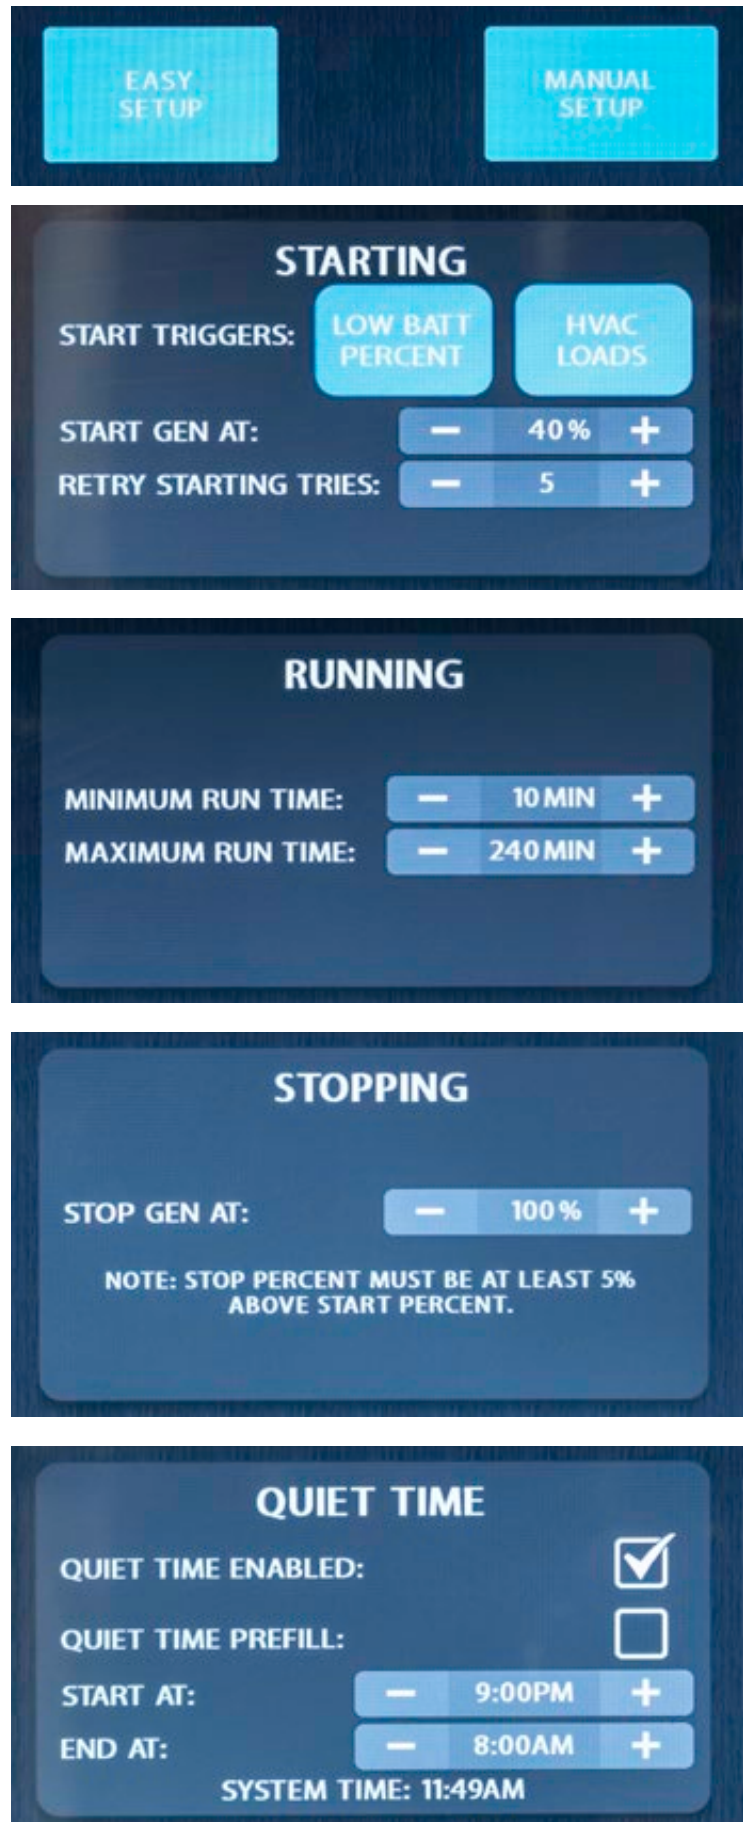 EASY
SETUP
MANUAL
SETUP
STARTING
START TRIGGERS:
LOW BATT
PERCENT
HVAC
LOADS
START GEN AT: − 40% +
RETRY STARTING TRIES: − 5 +
RUNNING
MINIMUM RUN TIME: − 10 MIN +
MAXIMUM RUN TIME: − 240 MIN +
STOPPING
STOP GEN AT: − 100% +
NOTE: STOP PERCENT MUST BE AT LEAST 5%
ABOVE START PERCENT.
QUIET TIME
QUIET TIME ENABLED:
QUIET TIME PREFILL:
START AT: − 9:00PM +
END AT: − 8:00AM +
SYSTEM TIME: 11:49AM